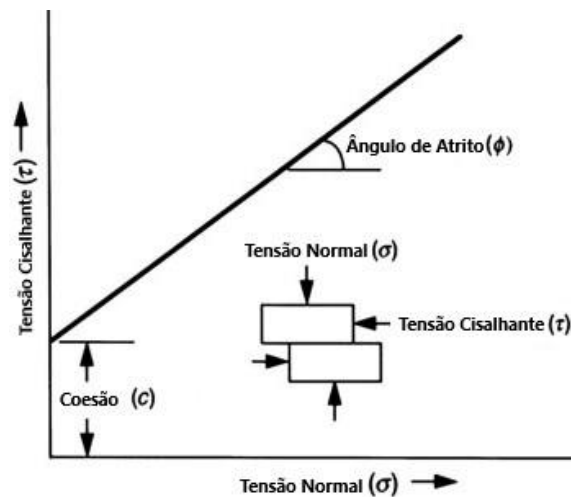 Tensão Cisalhante (τ)
Ângulo de Atrito (ϕ)
Tensão Normal (σ)
Tensão Cisalhante (τ)
Coesão (c)
Tensão Normal (σ)